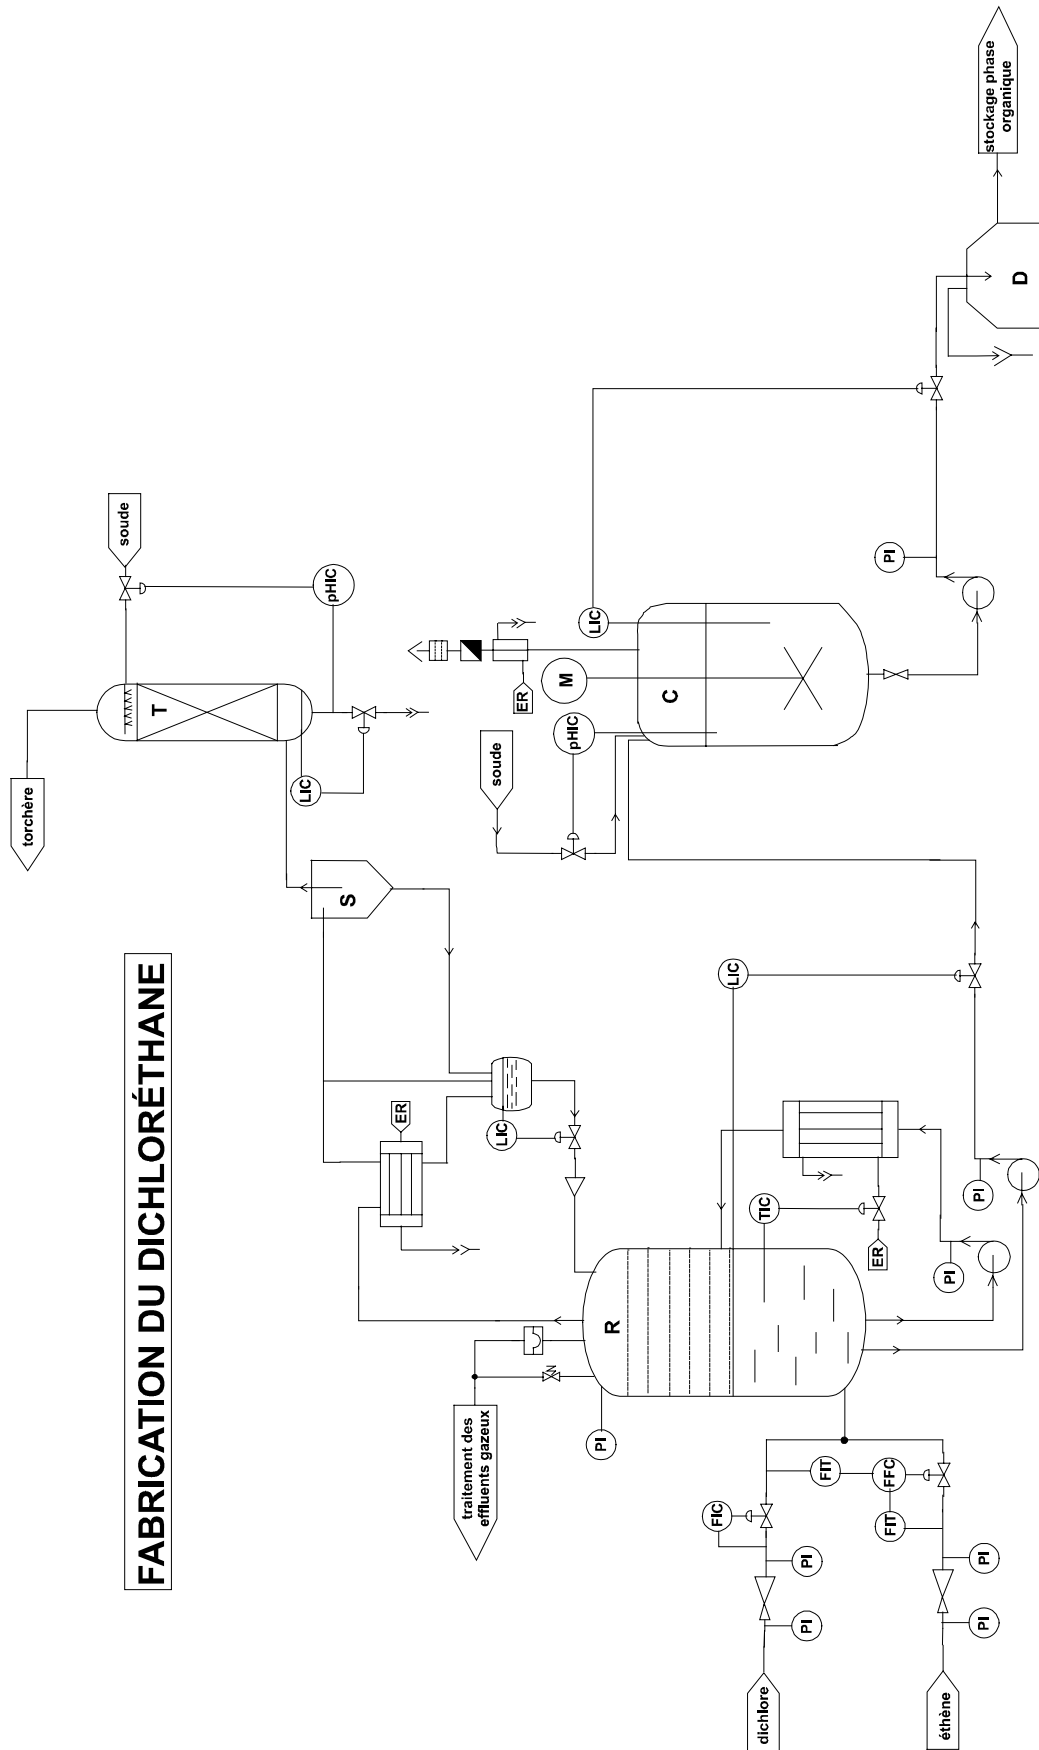 FABRICATION DU DICHLORÉTHANE
torchère
soude
T
pHIC
LIC
S
ER
LIC
traitement des
effluents gazeux
PI
R
TIC
ER
PI
PI
LIC
dichlore
PI
PI
FIC
FIT
FFC
FIT
éthène
PI
PI
soude
pHIC
M
ER
LIC
C
PI
D
stockage phase
organique